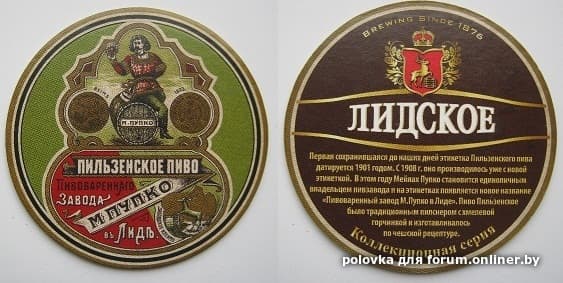 М. ПУПКО
ПИЛЬЗЕНСКОЕ ПИВО
ПИВОВАРЕННАГО
ЗАВОДА
М. ПУПКО
въ ЛИДѢ.
BREWING SINCE 1876
ЛИДСКОЕ
Первая сохранившаяся до наших дней этикетка Пильзенского пива
датируется 1901 годом. С 1908 г. оно производилось уже с новой
этикеткой. В этом году Мейлах Пупко становится единоличным
владельцем пивзавода и на этикетках появляется новое название
«Пивоваренный завод М.Пупко в Лиде». Пиво Пильзенское
было традиционным пилснером с хмелевой
горчинкой и изготавливалось
по чешской рецептуре.
Коллекционная серия
polovka для forum.onliner.by